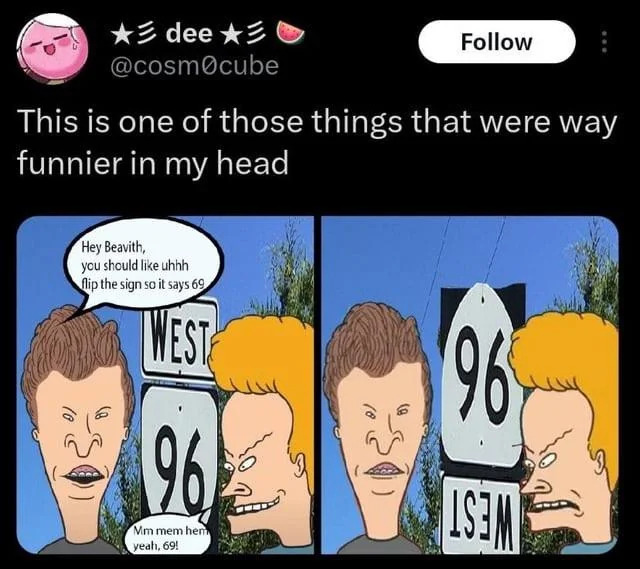 ★彡 dee ★彡 🍉
@cosm0cube
Follow
This is one of those things that were way
funnier in my head
Hey Beavith,
you should like uhhh
flip the sign so it says 69
WEST
96
Mm mem hem
yeah, 69!
96
WEST